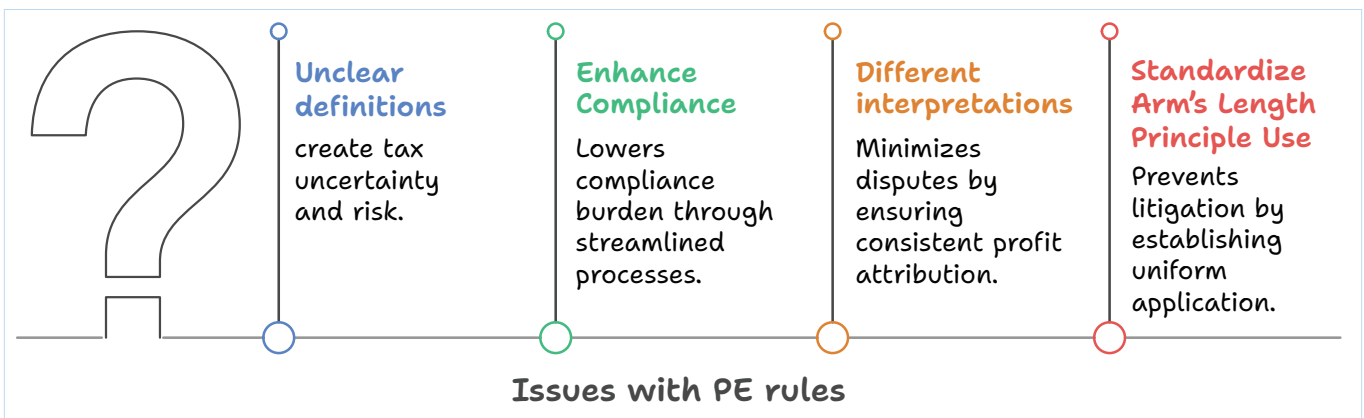 Unclear
definitions
create tax
uncertainty
and risk.
Enhance
Compliance
Lowers
compliance
burden through
streamlined
processes.
Different
interpretations
Minimizes
disputes by
ensuring
consistent profit
attribution.
Standardize
Arm's Length
Principle Use
Prevents
litigation by
establishing
uniform
application.
Issues with PE rules